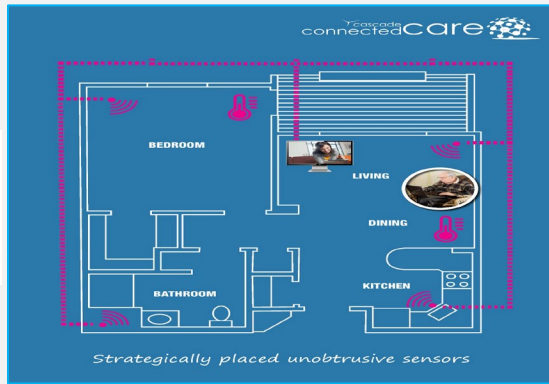 cascade
connectedcare
BEDROOM
LIVING
DINING
KITCHEN
BATHROOM
Strategically placed unobtrusive sensors